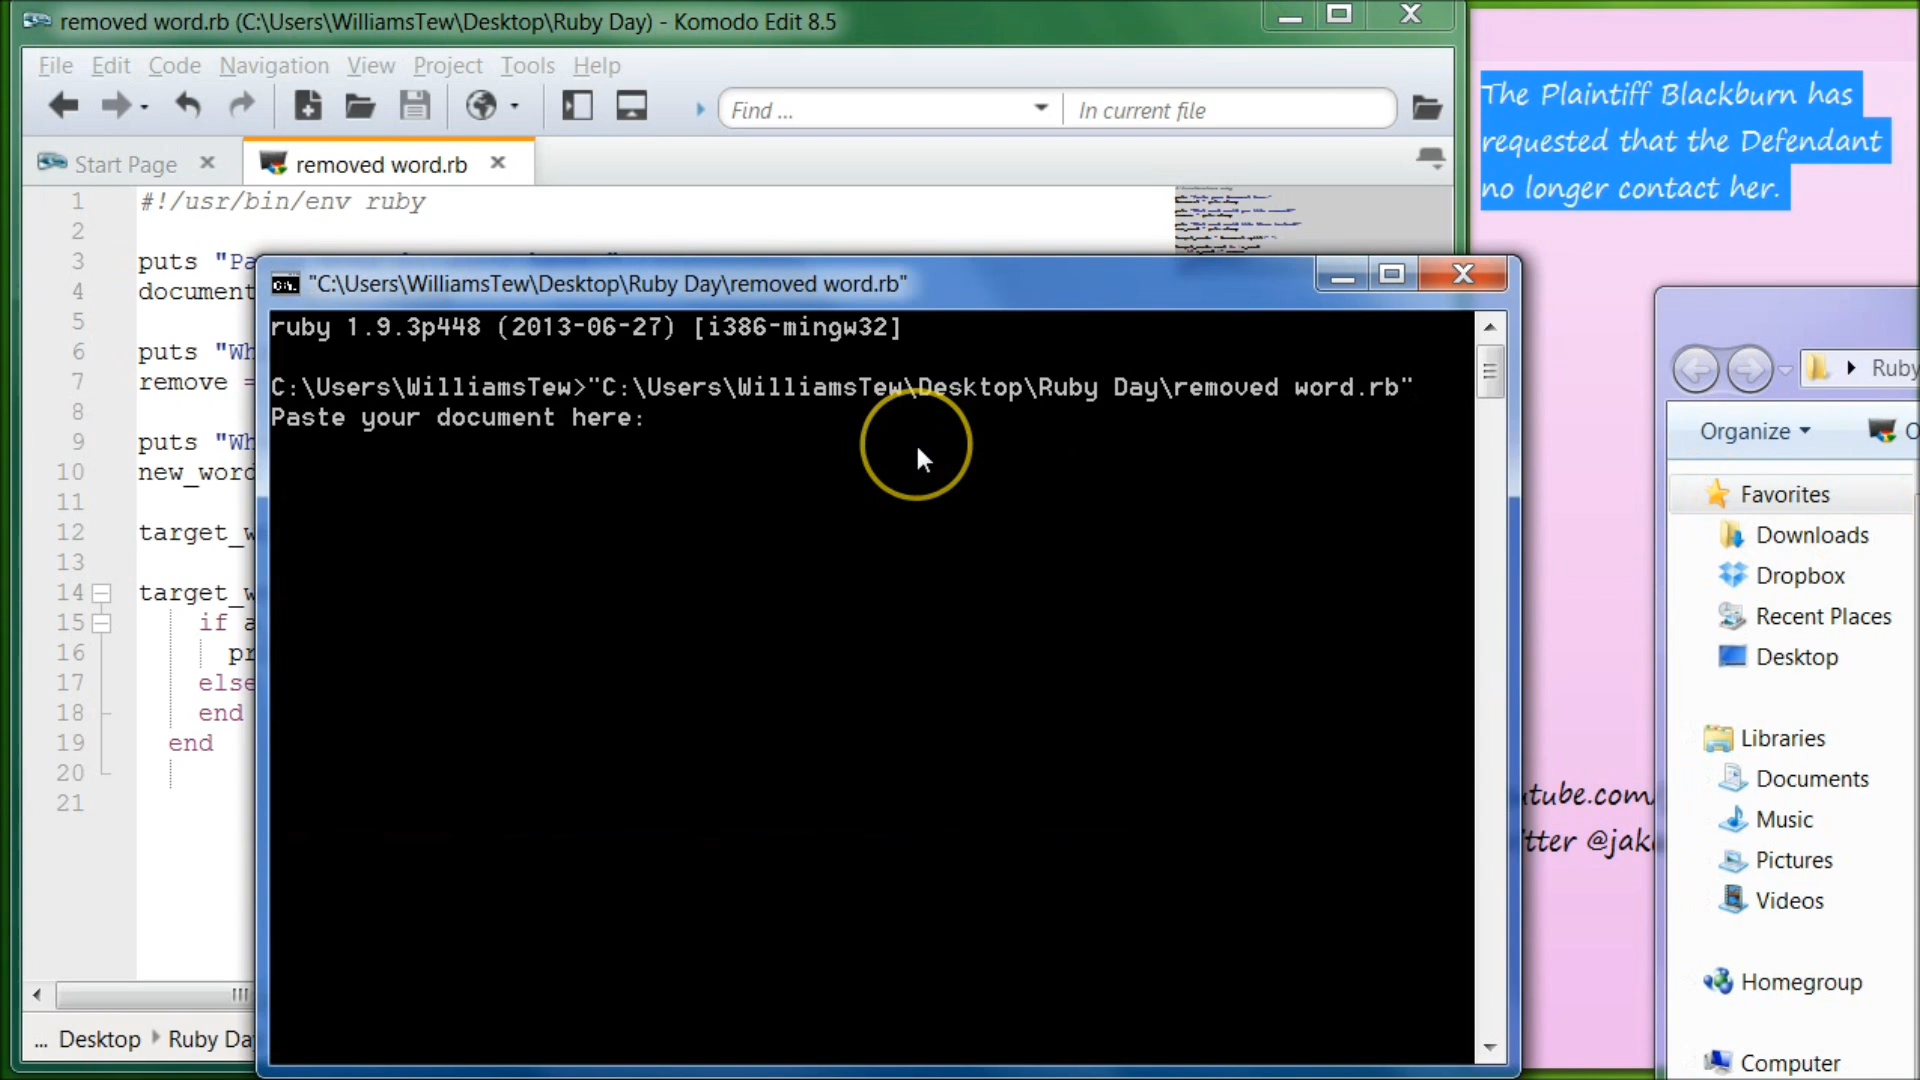 removed word.rb (C:\Users\WilliamsTew\Desktop\Ruby Day) - Komodo Edit 8.5
File Edit Code Navigation View Project Tools Help
Find ...
In current file
Start Page
removed word.rb
1 #!/usr/bin/env ruby
2
3 puts "Pa
4 document
5
6 puts "Wh
7 remove =
8
9 puts "Wh
10 new_word
11
12 target_w
13
14 target_w
15 if a
16 pr
17 else
18 end
19 end
20
21
... Desktop Ruby Da
"C:\Users\WilliamsTew\Desktop\Ruby Day\removed word.rb"
ruby 1.9.3p448 (2013-06-27) [i386-mingw32]
C:\Users\WilliamsTew>"C:\Users\WilliamsTew\Desktop\Ruby Day\removed word.rb"
Paste your document here:
The Plaintiff Blackburn has
requested that the Defendant
no longer contact her.
utube.com/
itter @jak
Ruby
Organize
Favorites
Downloads
Dropbox
Recent Places
Desktop
Libraries
Documents
Music
Pictures
Videos
Homegroup
Computer